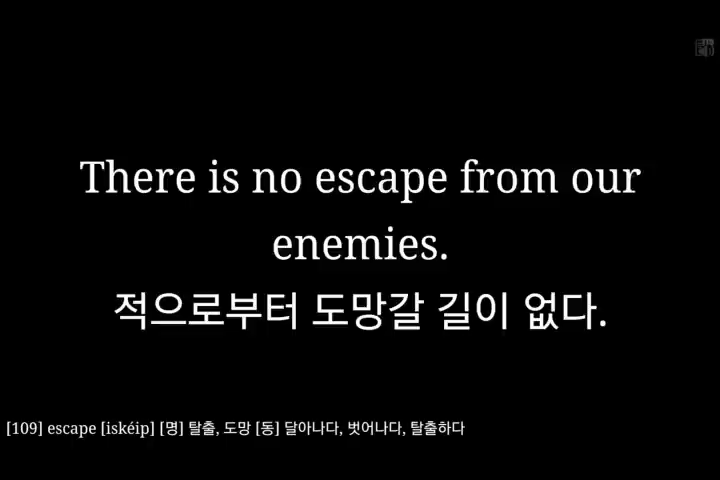 There is no escape from our
enemies.
적으로부터 도망갈 길이 없다.
[109] escape [iskéip] [명] 탈출, 도망 [동] 달아나다, 벗어나다, 탈출하다